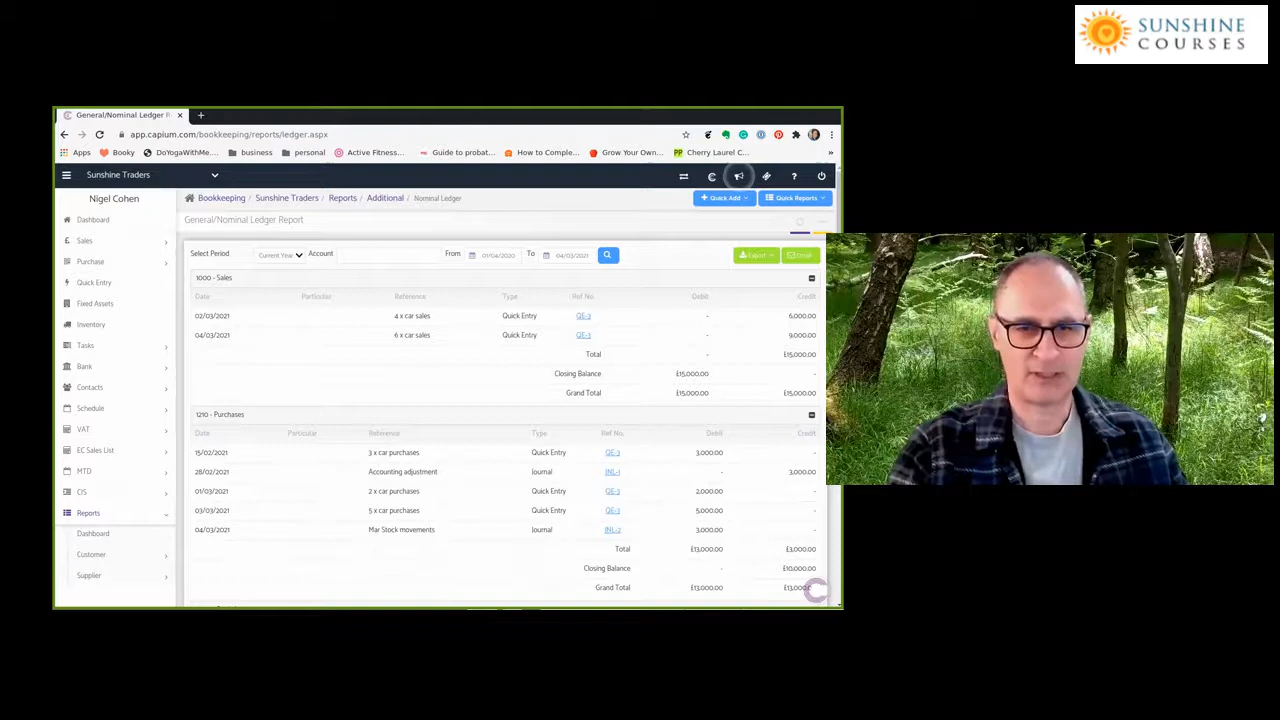 SUNSHINE
COURSES
General/Nominal Ledger R
app.capium.com/bookkeeping/reports/ledger.aspx
Apps Booky DoYogaWithMe.... business personal Active Fitness... Guide to probat... How to Comple... Grow Your Own... Cherry Laurel C... »
Sunshine Traders
Nigel Cohen
Bookkeeping / Sunshine Traders / Reports / Additional / Nominal Ledger
+ Quick Add Quick Reports
General/Nominal Ledger Report
Dashboard
Sales
Purchase
Quick Entry
Fixed Assets
Inventory
Tasks
Bank
Contacts
Schedule
VAT
EC Sales List
MTD
CIS
Reports
Dashboard
Customer
Supplier
Select Period Current Year Account From 01/04/2020 To 04/03/2021 Export Email
1000 - Sales
Date Particular Reference Type Ref No. Debit Credit
02/03/2021 4 x car sales Quick Entry QE-3 - 6,000.00
04/03/2021 6 x car sales Quick Entry QE-3 - 9,000.00
Total - £15,000.00
Closing Balance £15,000.00 -
Grand Total £15,000.00 £15,000.00
1210 - Purchases
Date Particular Reference Type Ref No. Debit Credit
15/02/2021 3 x car purchases Quick Entry QE-3 3,000.00 -
28/02/2021 Accounting adjustment Journal JNL-1 - 3,000.00
01/03/2021 2 x car purchases Quick Entry QE-3 2,000.00 -
03/03/2021 5 x car purchases Quick Entry QE-3 5,000.00 -
04/03/2021 Mar Stock movements Journal JNL-2 3,000.00 -
Total £13,000.00 £3,000.00
Closing Balance - £10,000.00
Grand Total £13,000.00 £13,000.0